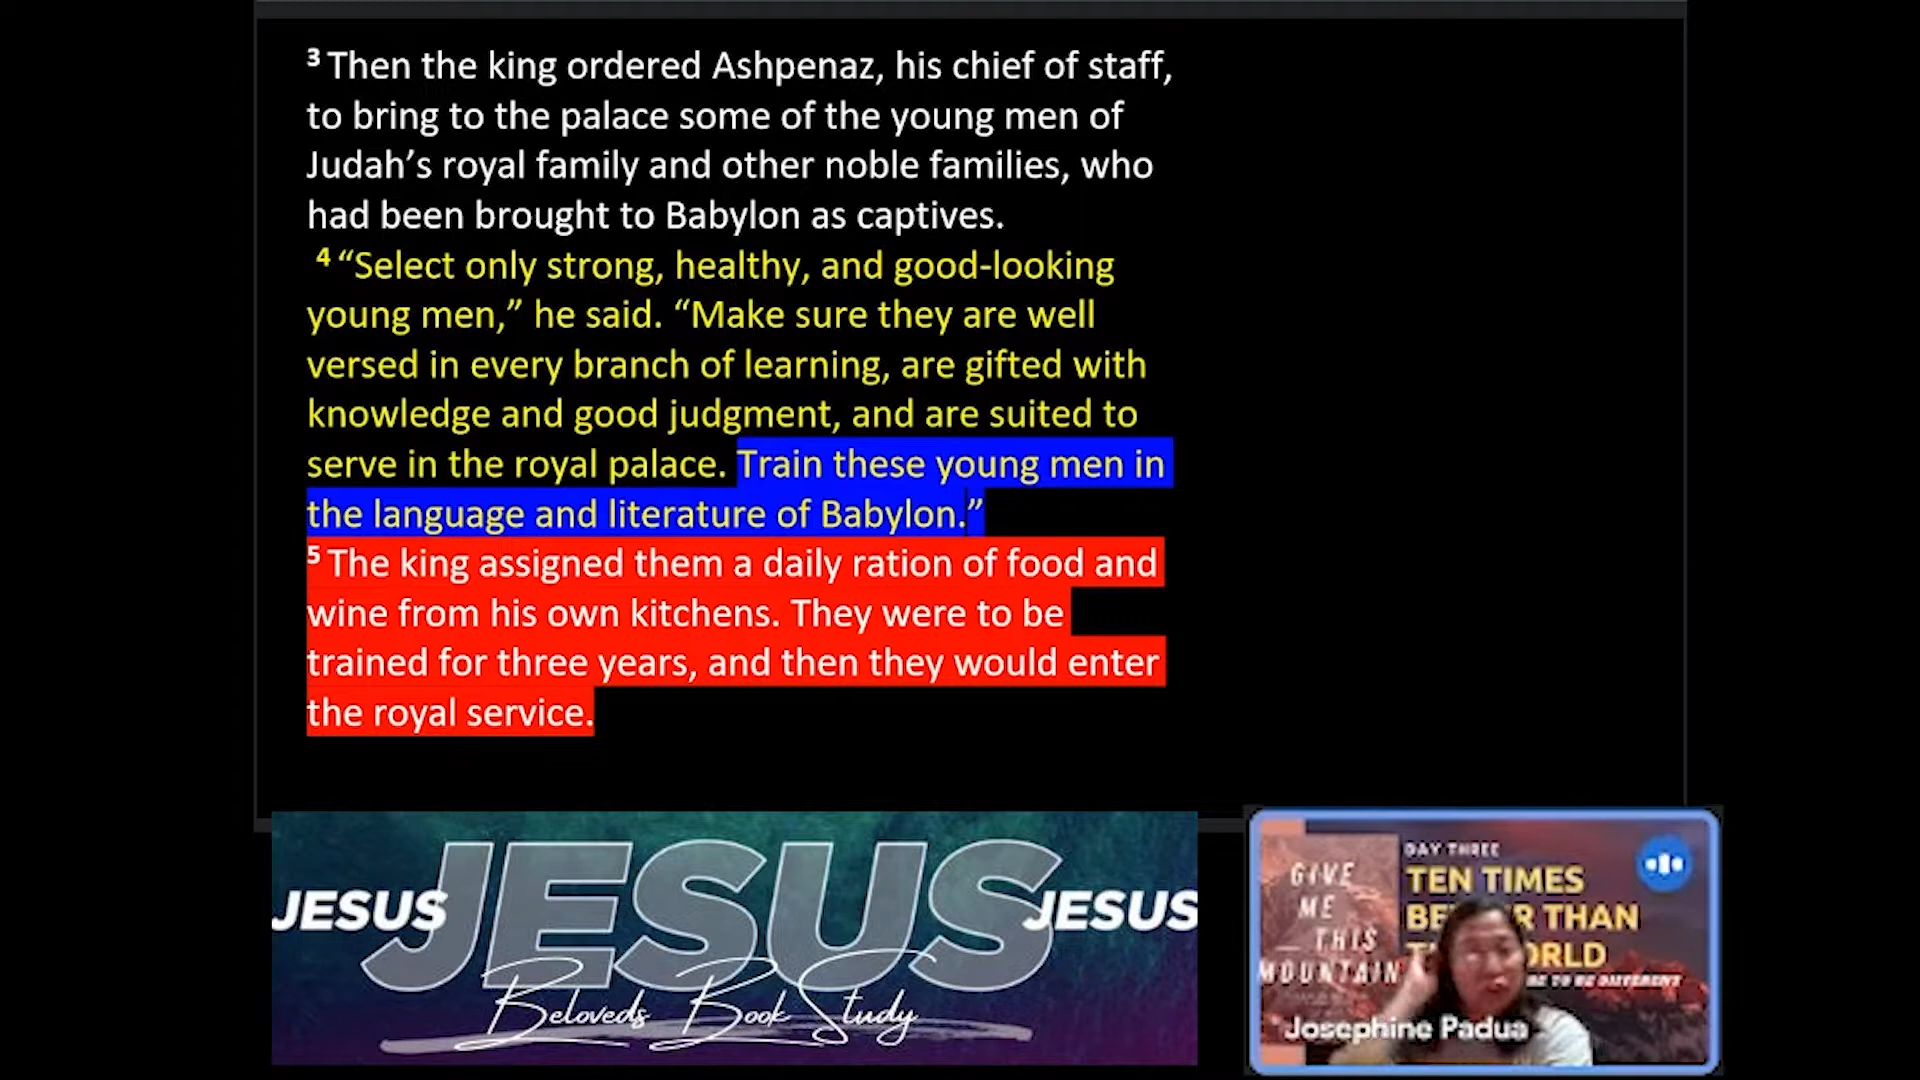 3 Then the king ordered Ashpenaz, his chief of staff,
to bring to the palace some of the young men of
Judah’s royal family and other noble families, who
had been brought to Babylon as captives.
4 “Select only strong, healthy, and good-looking
young men,” he said. “Make sure they are well
versed in every branch of learning, are gifted with
knowledge and good judgment, and are suited to
serve in the royal palace. Train these young men in
the language and literature of Babylon.”
5 The king assigned them a daily ration of food and
wine from his own kitchens. They were to be
trained for three years, and then they would enter
the royal service.
JESUS JESUS JESUS
Beloveds Book Study
GIVE
ME
THIS
MOUNTAIN
DAY THREE
TEN TIMES
THAN
TO BE DIFFERENT
Josephine Padua